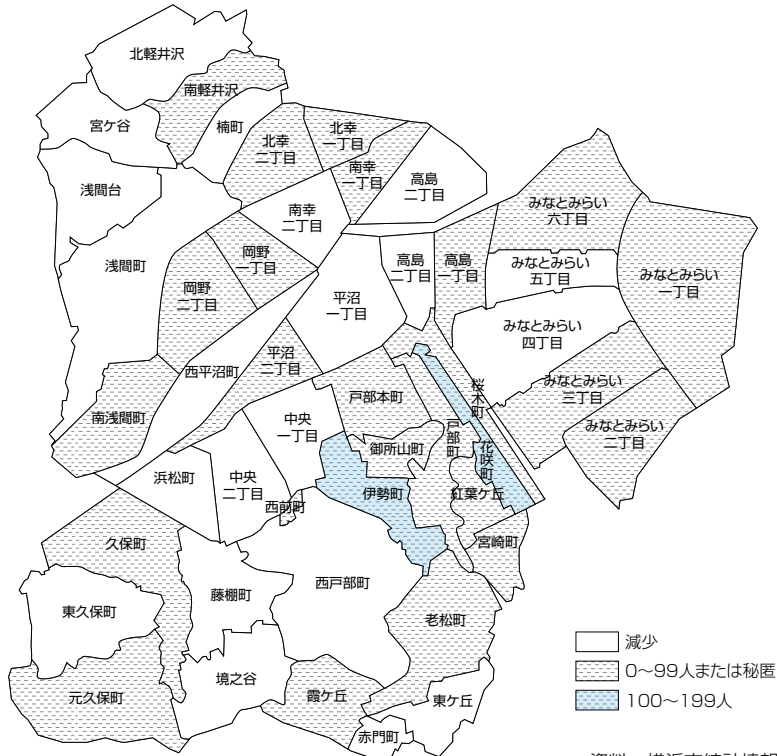 北軽井沢
南軽井沢
宮ケ谷
楠町
北幸
二丁目
北幸
一丁目
南幸
一丁目
高島
二丁目
浅間台
南幸
二丁目
みなとみらい
六丁目
浅間町
岡野
一丁目
岡野
二丁目
高島
二丁目
高島
一丁目
みなとみらい
五丁目
みなとみらい
一丁目
平沼
一丁目
みなとみらい
四丁目
西平沼町
平沼
二丁目
南浅間町
戸部本町
桜木町
みなとみらい
三丁目
中央
一丁目
御所山町
戸部町
花咲町
みなとみらい
二丁目
浜松町
中央
二丁目
西前町
伊勢町
紅葉ケ丘
宮崎町
久保町
東久保町
藤棚町
西戸部町
老松町
元久保町
境之谷
霞ケ丘
東ケ丘
赤門町
減少
0～99人または秘匿
100～199人